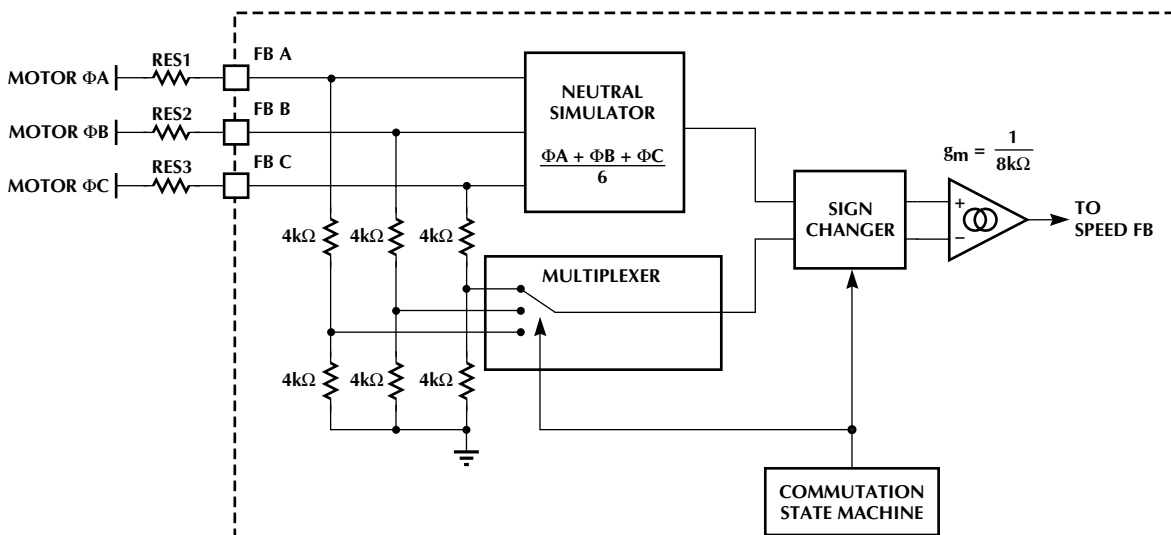 MOTOR ΦA
RES1
FB A
MOTOR ΦB
RES2
FB B
MOTOR ΦC
RES3
FB C
NEUTRAL
SIMULATOR
ΦA + ΦB + ΦC
6
gm = 1
8kΩ
SIGN
CHANGER
+
−
TO
SPEED FB
4kΩ 4kΩ 4kΩ
MULTIPLEXER
4kΩ 4kΩ 4kΩ
COMMUTATION
STATE MACHINE